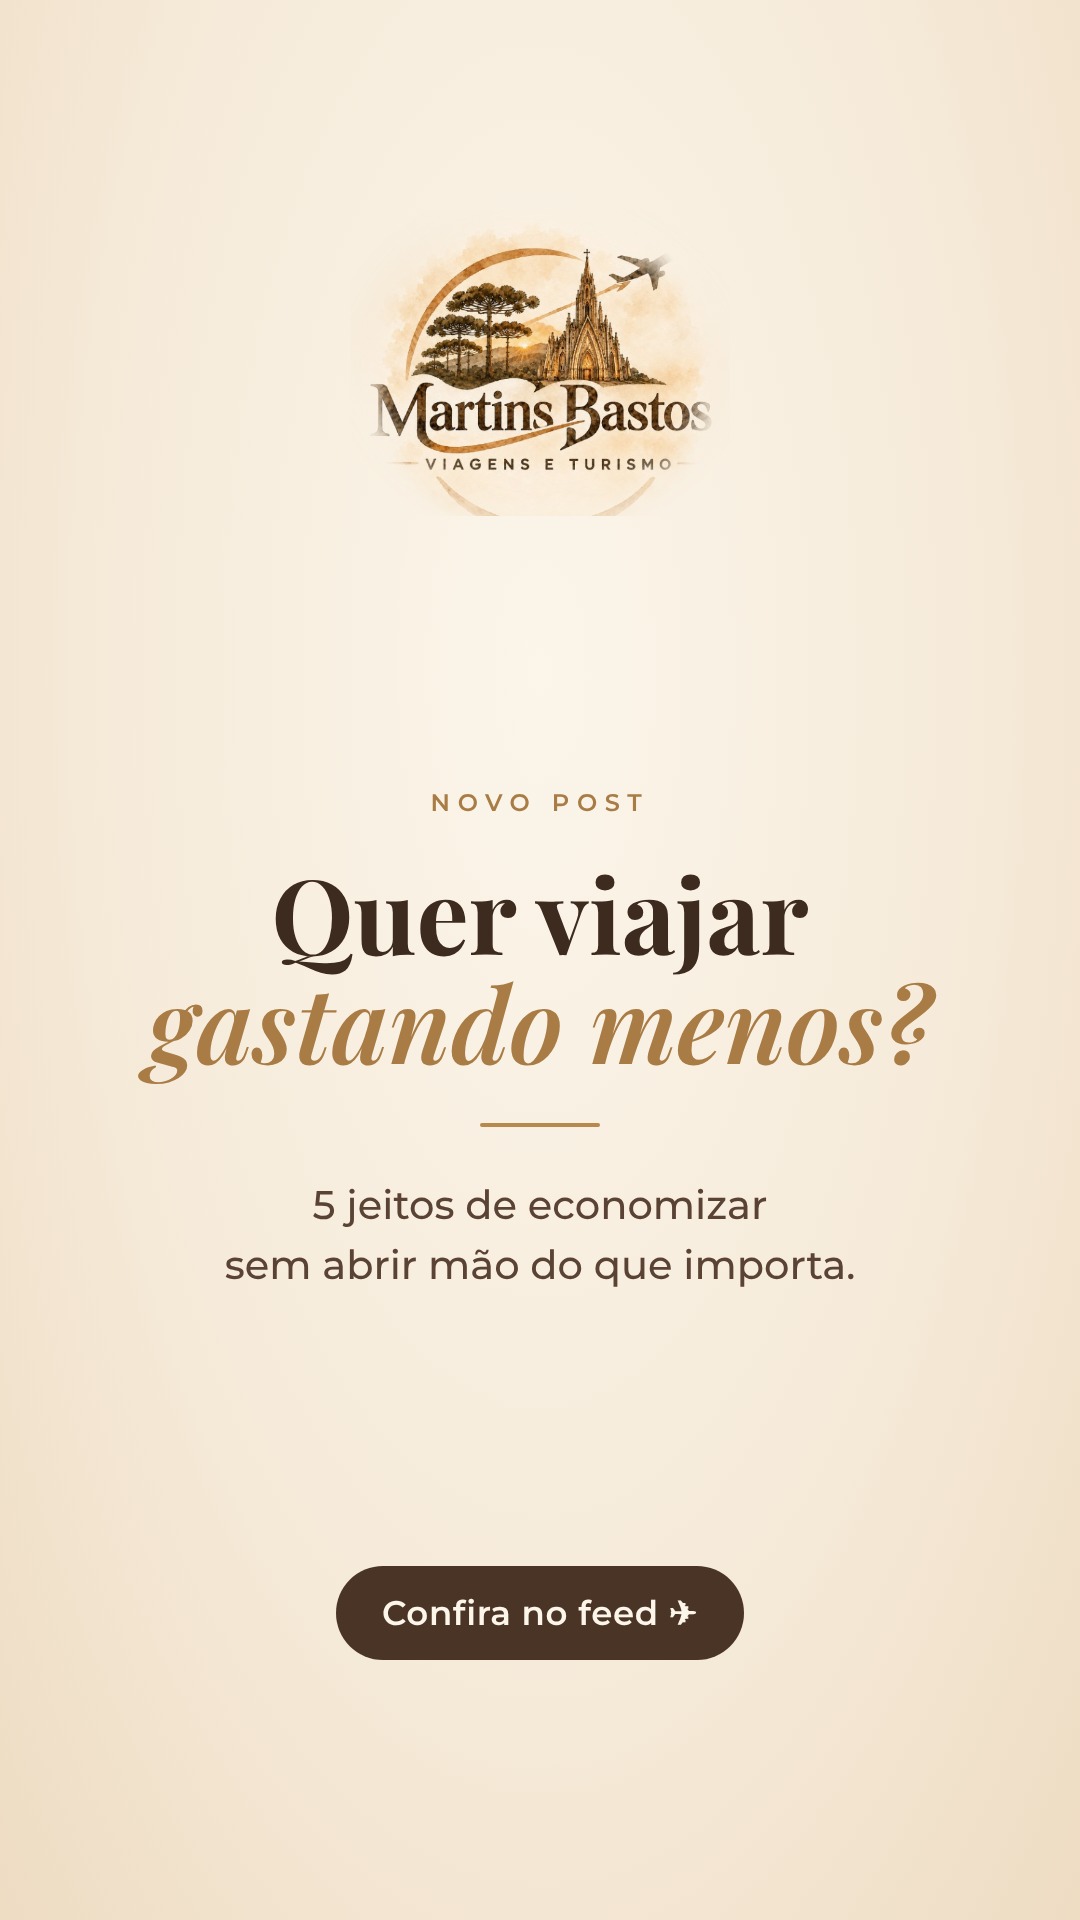 Martins Bastos
VIAGENS E TURISMO
NOVO POST
Quer viajar
gastando menos?
5 jeitos de economizar
sem abrir mão do que importa.
Confira no feed ✈